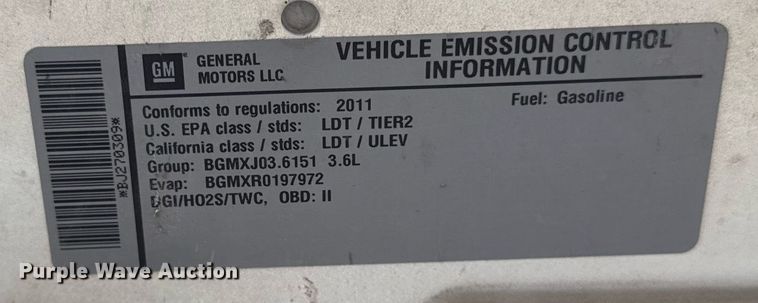 GM
GENERAL
MOTORS LLC
VEHICLE EMISSION CONTROL
INFORMATION
Conforms to regulations: 2011
Fuel: Gasoline
U.S. EPA class / stds: LDT / TIER2
California class / stds: LDT / ULEV
Group: BGMXJ03.6151 3.6L
Evap: BGMXR0197972
DGI/HO2S/TWC, OBD: II
*BJ270309*
Purple Wave Auction